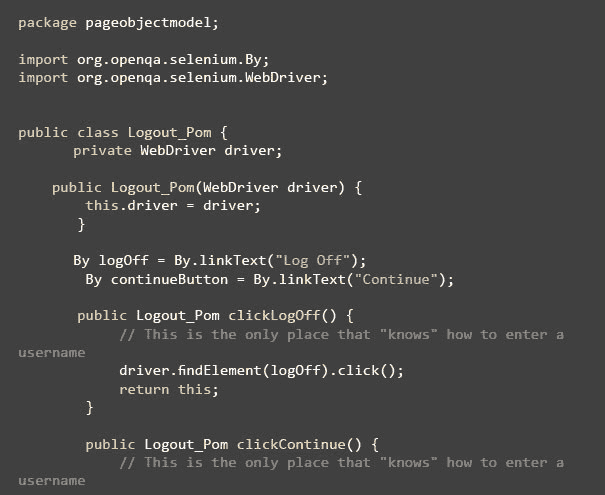 package pageobjectmodel;
import org.openqa.selenium.By;
import org.openqa.selenium.WebDriver;
public class Logout_Pom {
private WebDriver driver;
public Logout_Pom(WebDriver driver) {
this.driver = driver;
}
By logOff = By.linkText("Log Off");
By continueButton = By.linkText("Continue");
public Logout_Pom clickLogOff() {
// This is the only place that "knows" how to enter a
username
driver.findElement(logOff).click();
return this;
}
public Logout_Pom clickContinue() {
// This is the only place that "knows" how to enter a
username